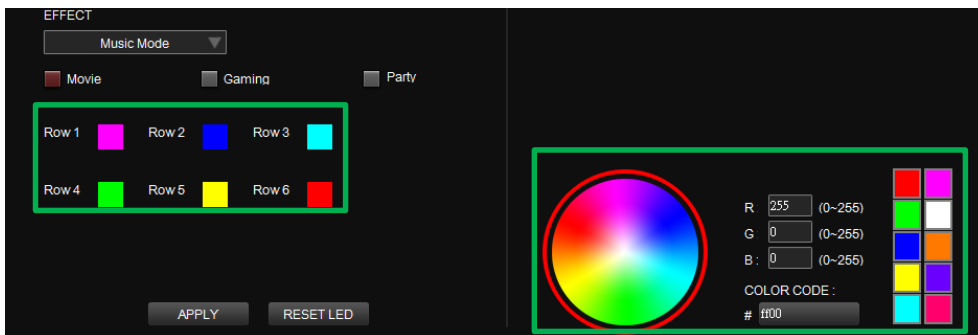 EFFECT
Music Mode
Movie Gaming Party
Row 1 Row 2 Row 3
Row 4 Row 5 Row 6
APPLY RESET LED
R 255 (0~255)
G 0 (0~255)
B: 0 (0~255)
COLOR CODE :
# ff00